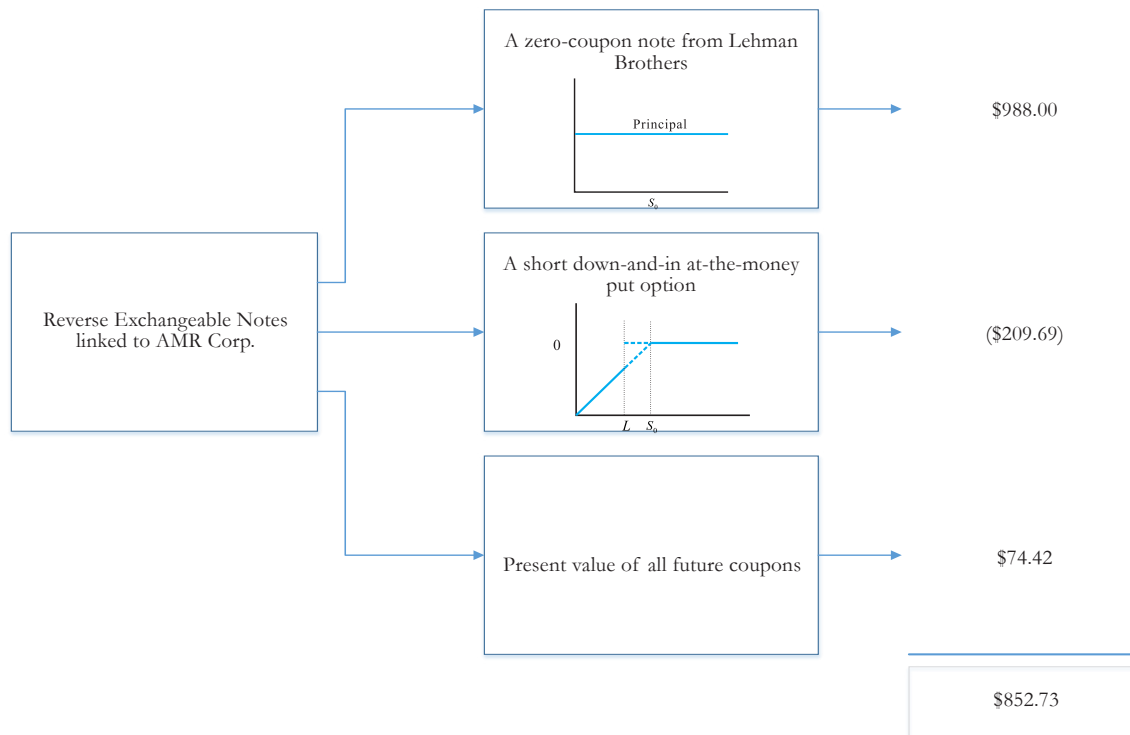 A zero-coupon note from Lehman
Brothers
Principal
S₀
$988.00
Reverse Exchangeable Notes
linked to AMR Corp.
A short down-and-in at-the-money
put option
0
L S₀
($209.69)
Present value of all future coupons
$74.42
$852.73